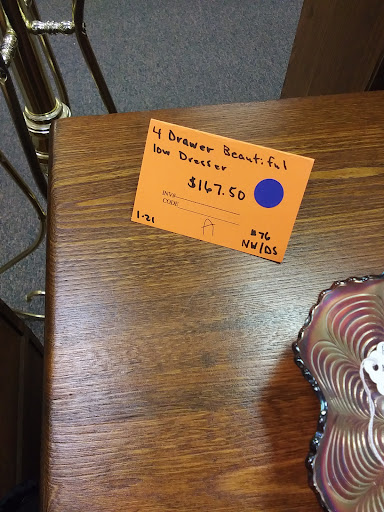 4 Drawer Beautiful
low Dresser
$167.50
INV#
CODE
A
1-21
#76
NW/DS